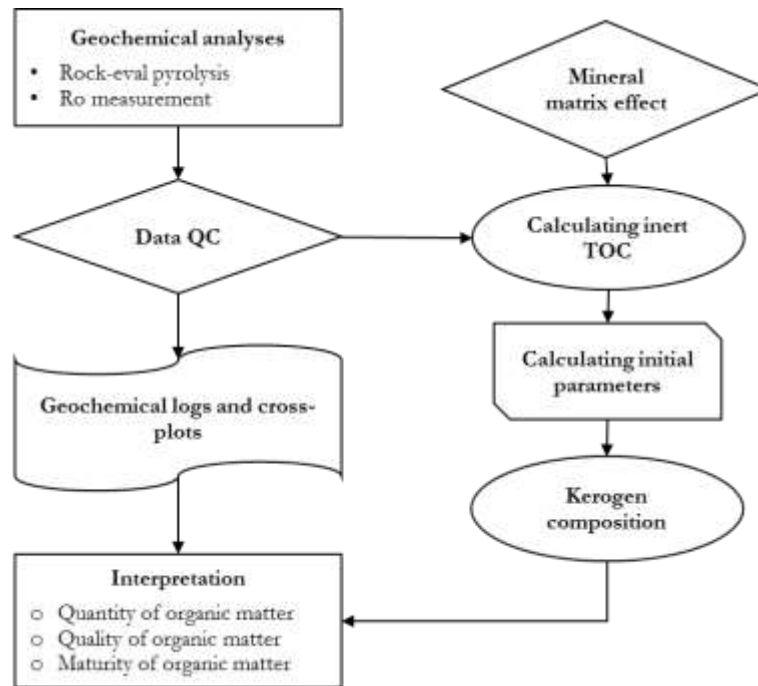 Geochemical analyses
• Rock-eval pyrolysis
• Ro measurement
Mineral
matrix effect
Data QC
Calculating inert
TOC
Geochemical logs and cross-
plots
Calculating initial
parameters
Kerogen
composition
Interpretation
o Quantity of organic matter
o Quality of organic matter
o Maturity of organic matter